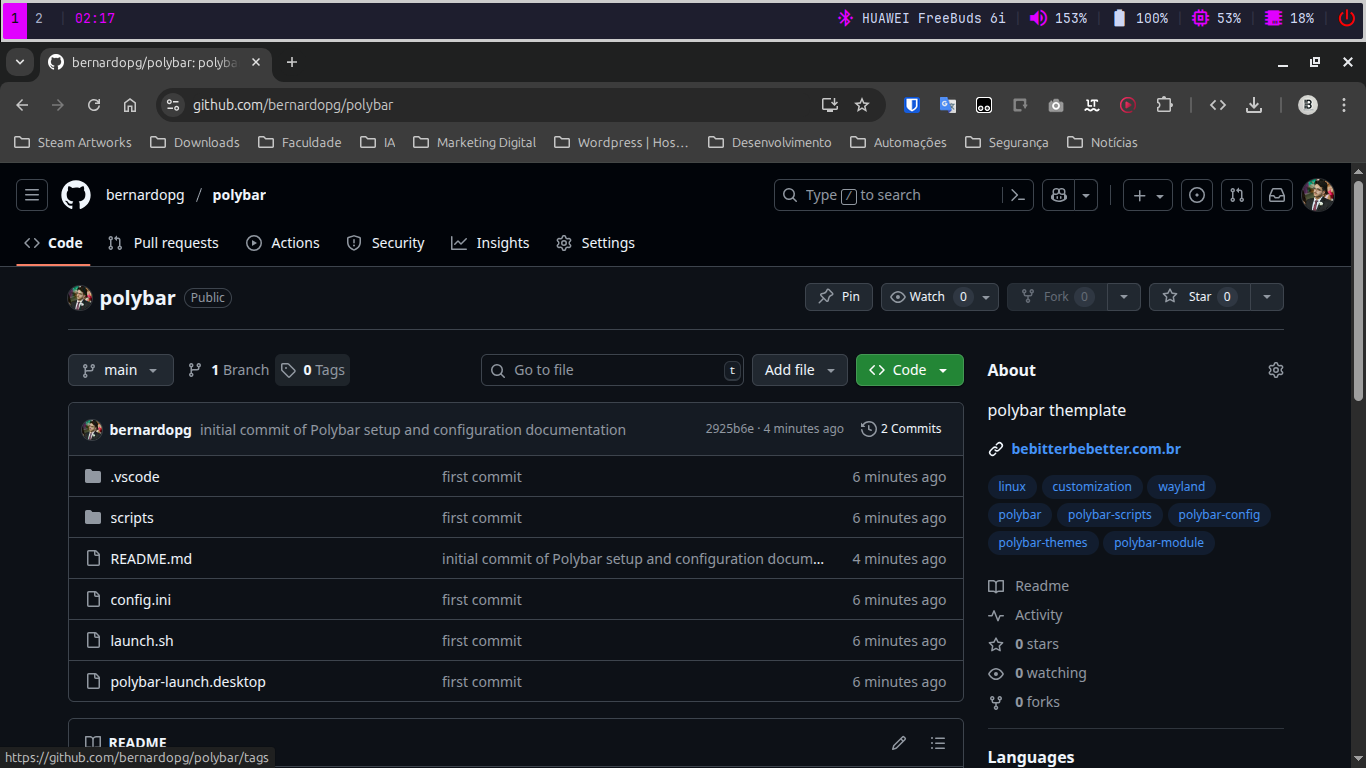 1 2 02:17 HUAWEI FreeBuds 6i 153% 100% 53% 18%
bernardopg/polybar: polyba
github.com/bernardopg/polybar
Steam Artworks Downloads Faculdade IA Marketing Digital Wordpress | Hos… Desenvolvimento Automações Segurança Notícias
bernardopg / polybar Type / to search
Code Pull requests Actions Security Insights Settings
polybar Public Pin Watch 0 Fork 0 Star 0
main 1 Branch 0 Tags Go to file t Add file Code
bernardopg initial commit of Polybar setup and configuration documentation 2925b6e · 4 minutes ago 2 Commits
.vscode first commit 6 minutes ago
scripts first commit 6 minutes ago
README.md initial commit of Polybar setup and configuration docum… 4 minutes ago
config.ini first commit 6 minutes ago
launch.sh first commit 6 minutes ago
polybar-launch.desktop first commit 6 minutes ago
README
About
polybar themplate
bebitterbebetter.com.br
linux customization wayland
polybar polybar-scripts polybar-config
polybar-themes polybar-module
Readme
Activity
0 stars
0 watching
0 forks
Languages
https://github.com/bernardopg/polybar/tags